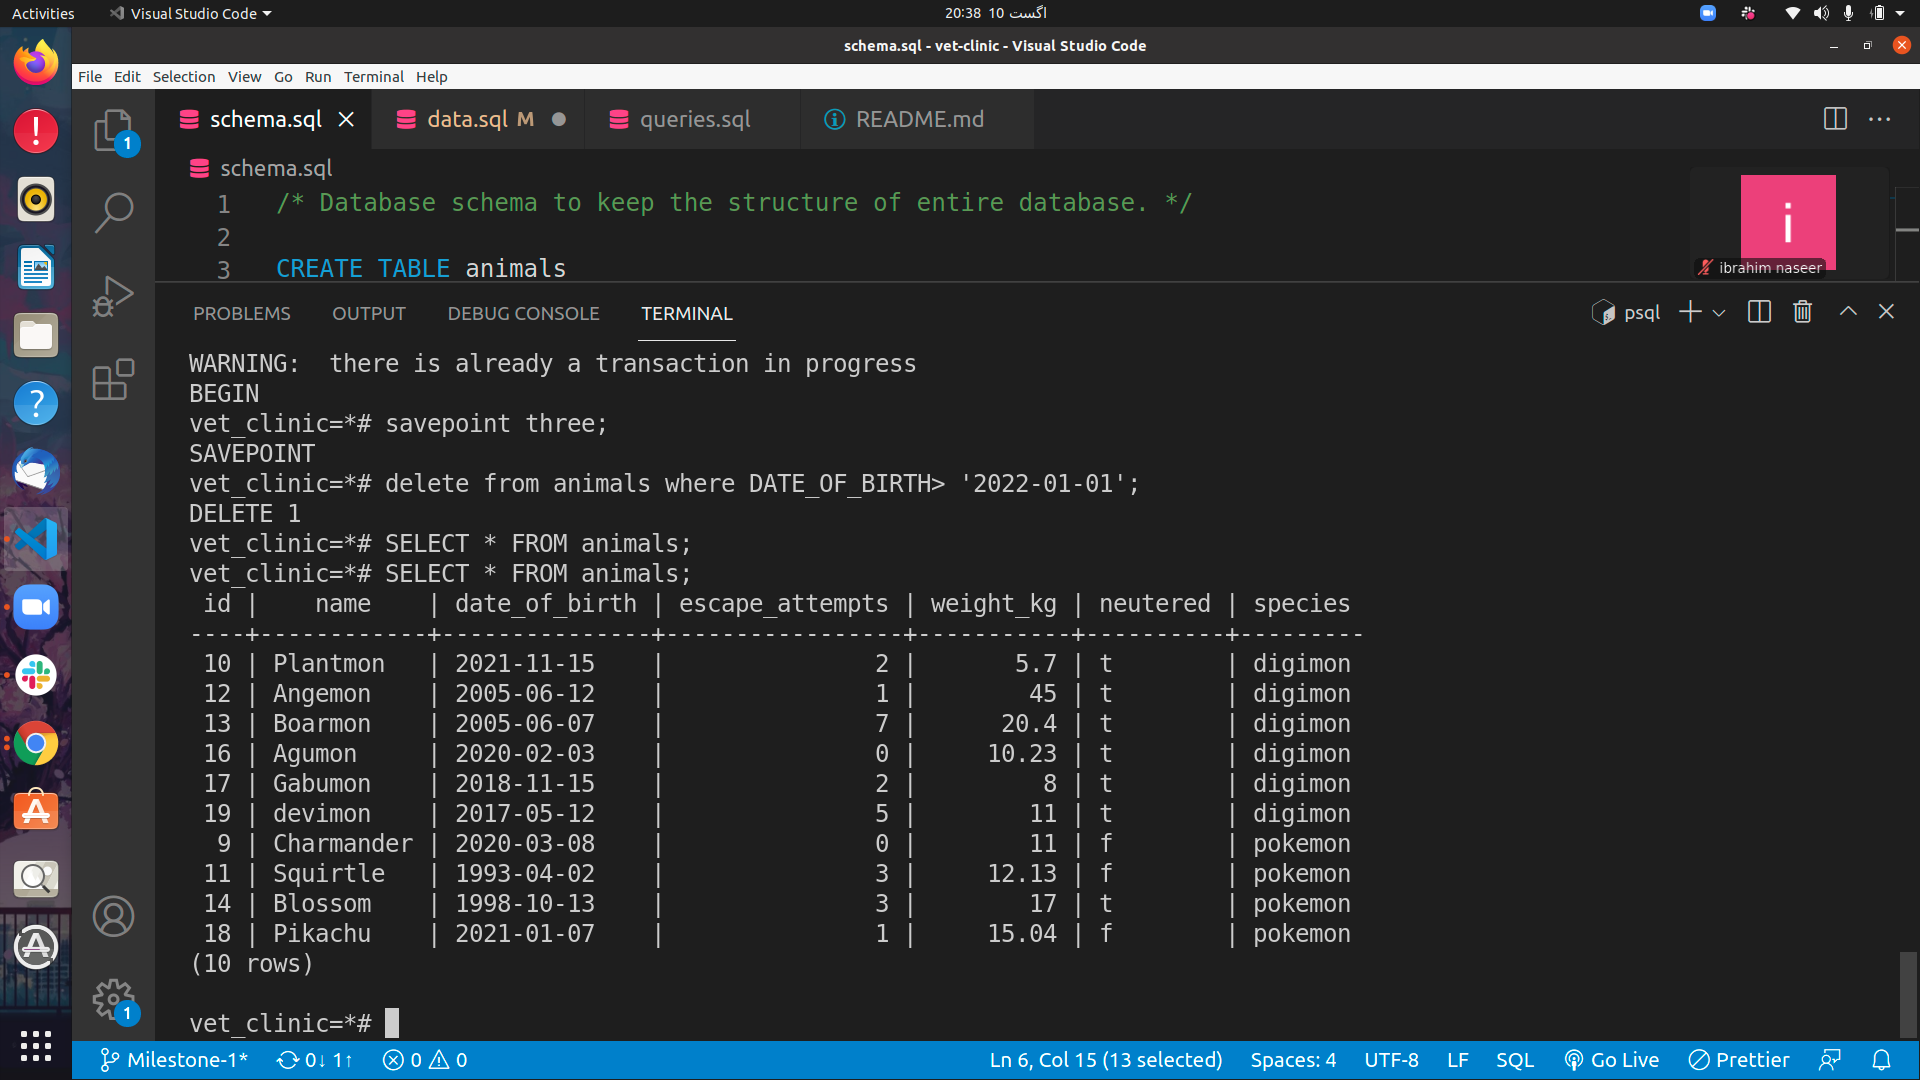 Activities
Visual Studio Code
20:38 10 اگست
schema.sql - vet-clinic - Visual Studio Code
File Edit Selection View Go Run Terminal Help
schema.sql
data.sql M
queries.sql
README.md
1
schema.sql
1 /* Database schema to keep the structure of entire database. */
2
3 CREATE TABLE animals
i
ibrahim naseer
PROBLEMS OUTPUT DEBUG CONSOLE TERMINAL
psql
WARNING:  there is already a transaction in progress
BEGIN
vet_clinic=*# savepoint three;
SAVEPOINT
vet_clinic=*# delete from animals where DATE_OF_BIRTH> '2022-01-01';
DELETE 1
vet_clinic=*# SELECT * FROM animals;
vet_clinic=*# SELECT * FROM animals;
 id |    name    | date_of_birth | escape_attempts | weight_kg | neutered | species
----+------------+---------------+-----------------+-----------+----------+---------
 10 | Plantmon   | 2021-11-15    |               2 |       5.7 | t        | digimon
 12 | Angemon    | 2005-06-12    |               1 |        45 | t        | digimon
 13 | Boarmon    | 2005-06-07    |               7 |      20.4 | t        | digimon
 16 | Agumon     | 2020-02-03    |               0 |     10.23 | t        | digimon
 17 | Gabumon    | 2018-11-15    |               2 |         8 | t        | digimon
 19 | devimon    | 2017-05-12    |               5 |        11 | t        | digimon
  9 | Charmander | 2020-03-08    |               0 |        11 | f        | pokemon
 11 | Squirtle   | 1993-04-02    |               3 |     12.13 | f        | pokemon
 14 | Blossom    | 1998-10-13    |               3 |        17 | t        | pokemon
 18 | Pikachu    | 2021-01-07    |               1 |     15.04 | f        | pokemon
(10 rows)
vet_clinic=*#
1
Milestone-1* 0↓ 1↑ 0 0
Ln 6, Col 15 (13 selected) Spaces: 4 UTF-8 LF SQL Go Live Prettier